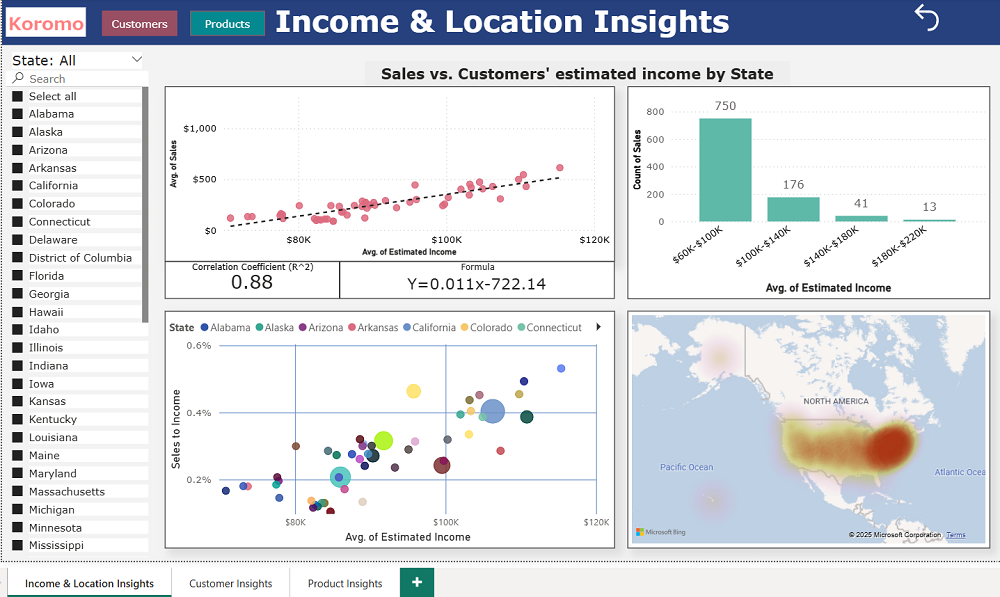 Koromo
Customers
Products
Income & Location Insights
State: All
Search
Select all
Alabama
Alaska
Arizona
Arkansas
California
Colorado
Connecticut
Delaware
District of Columbia
Florida
Georgia
Hawaii
Idaho
Illinois
Indiana
Iowa
Kansas
Kentucky
Louisiana
Maine
Maryland
Massachusetts
Michigan
Minnesota
Mississippi
Sales vs. Customers' estimated income by State
Avg. of Sales
$1,000
$500
$0
$80K
$100K
$120K
Avg. of Estimated Income
Correlation Coefficient (R^2)
0.88
Formula
Y=0.011x-722.14
Count of Sales
800
600
400
200
0
750
176
41
13
$60K-$100K
$100K-$140K
$140K-$180K
$180K-$220K
Avg. of Estimated Income
State Alabama Alaska Arizona Arkansas California Colorado Connecticut
Seles to Income
0.6%
0.4%
0.2%
$80K
$100K
$120K
Avg. of Estimated Income
NORTH AMERICA
Pacific Ocean
Atlantic Ocea
Microsoft Bing
© 2025 Microsoft Corporation Terms
Income & Location Insights
Customer Insights
Product Insights
+